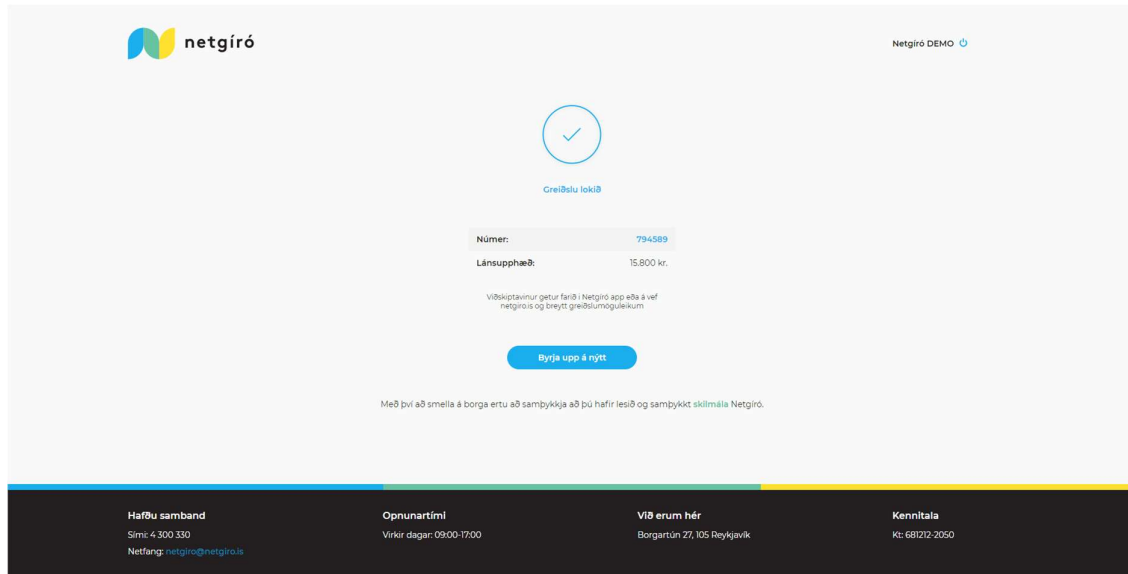 netgíró
Netgíró DEMO
Greiðslu lokið
Númer: 794589
Lánsupphæð: 15.800 kr.
Viðskiptavinur getur farið í Netgíró app eða á vef
netgiro.is og breytt greiðslumöguleikum
Byrja upp á nýtt
Með því að smella á borga ertu að samþykkja að þú hafir lesið og samþykkt skilmála Netgíró.
Hafðu samband
Sími: 4 300 330
Netfang: netgiro@netgiro.is
Opnunartími
Virkir dagar: 09:00-17:00
Við erum hér
Borgartún 27, 105 Reykjavík
Kennitala
Kt: 681212-2050